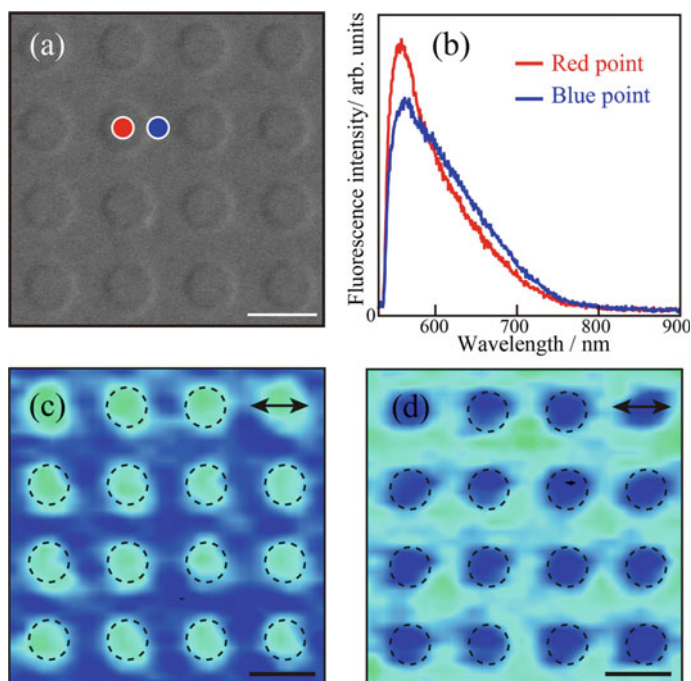 (a)
(b)
Red point
Blue point
Fluorescence intensity/ arb. units
0
600
700
800
900
Wavelength / nm
(c)
(d)